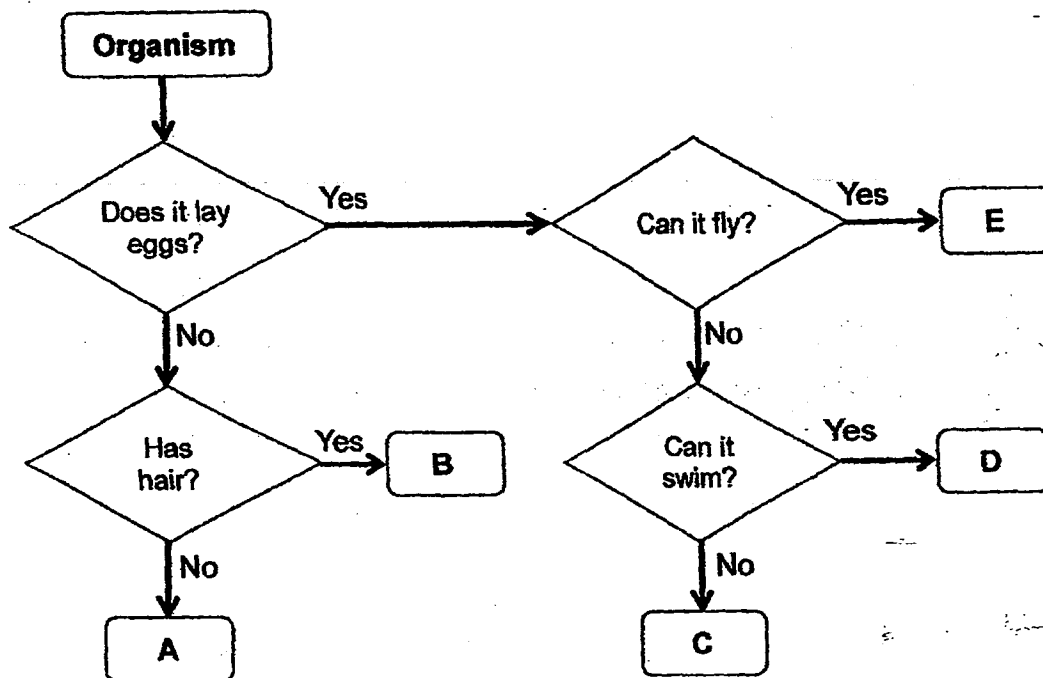 Organism
Does it lay
eggs?
Yes
Can it fly?
Yes
E
No
No
Has
hair?
Yes
B
Can it
swim?
Yes
D
No
No
A
C